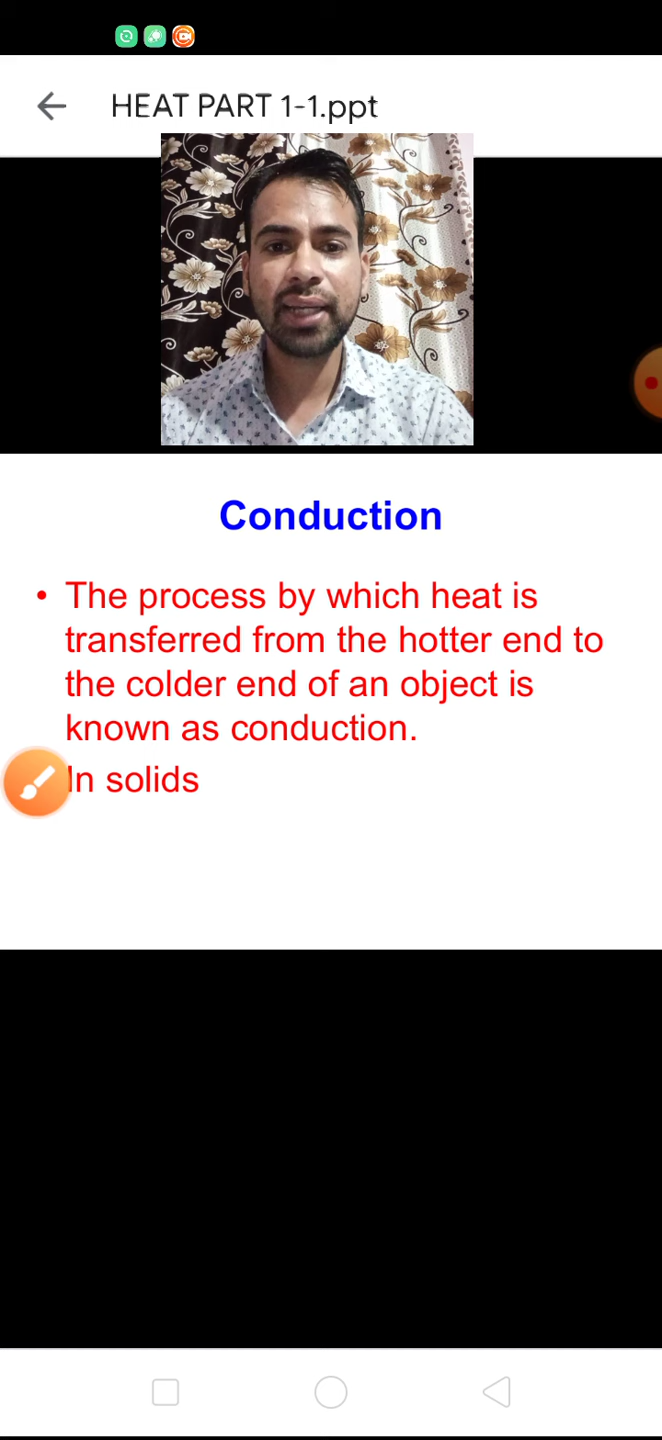 HEAT PART 1-1.ppt
Conduction
• The process by which heat is
transferred from the hotter end to
the colder end of an object is
known as conduction.
In solids